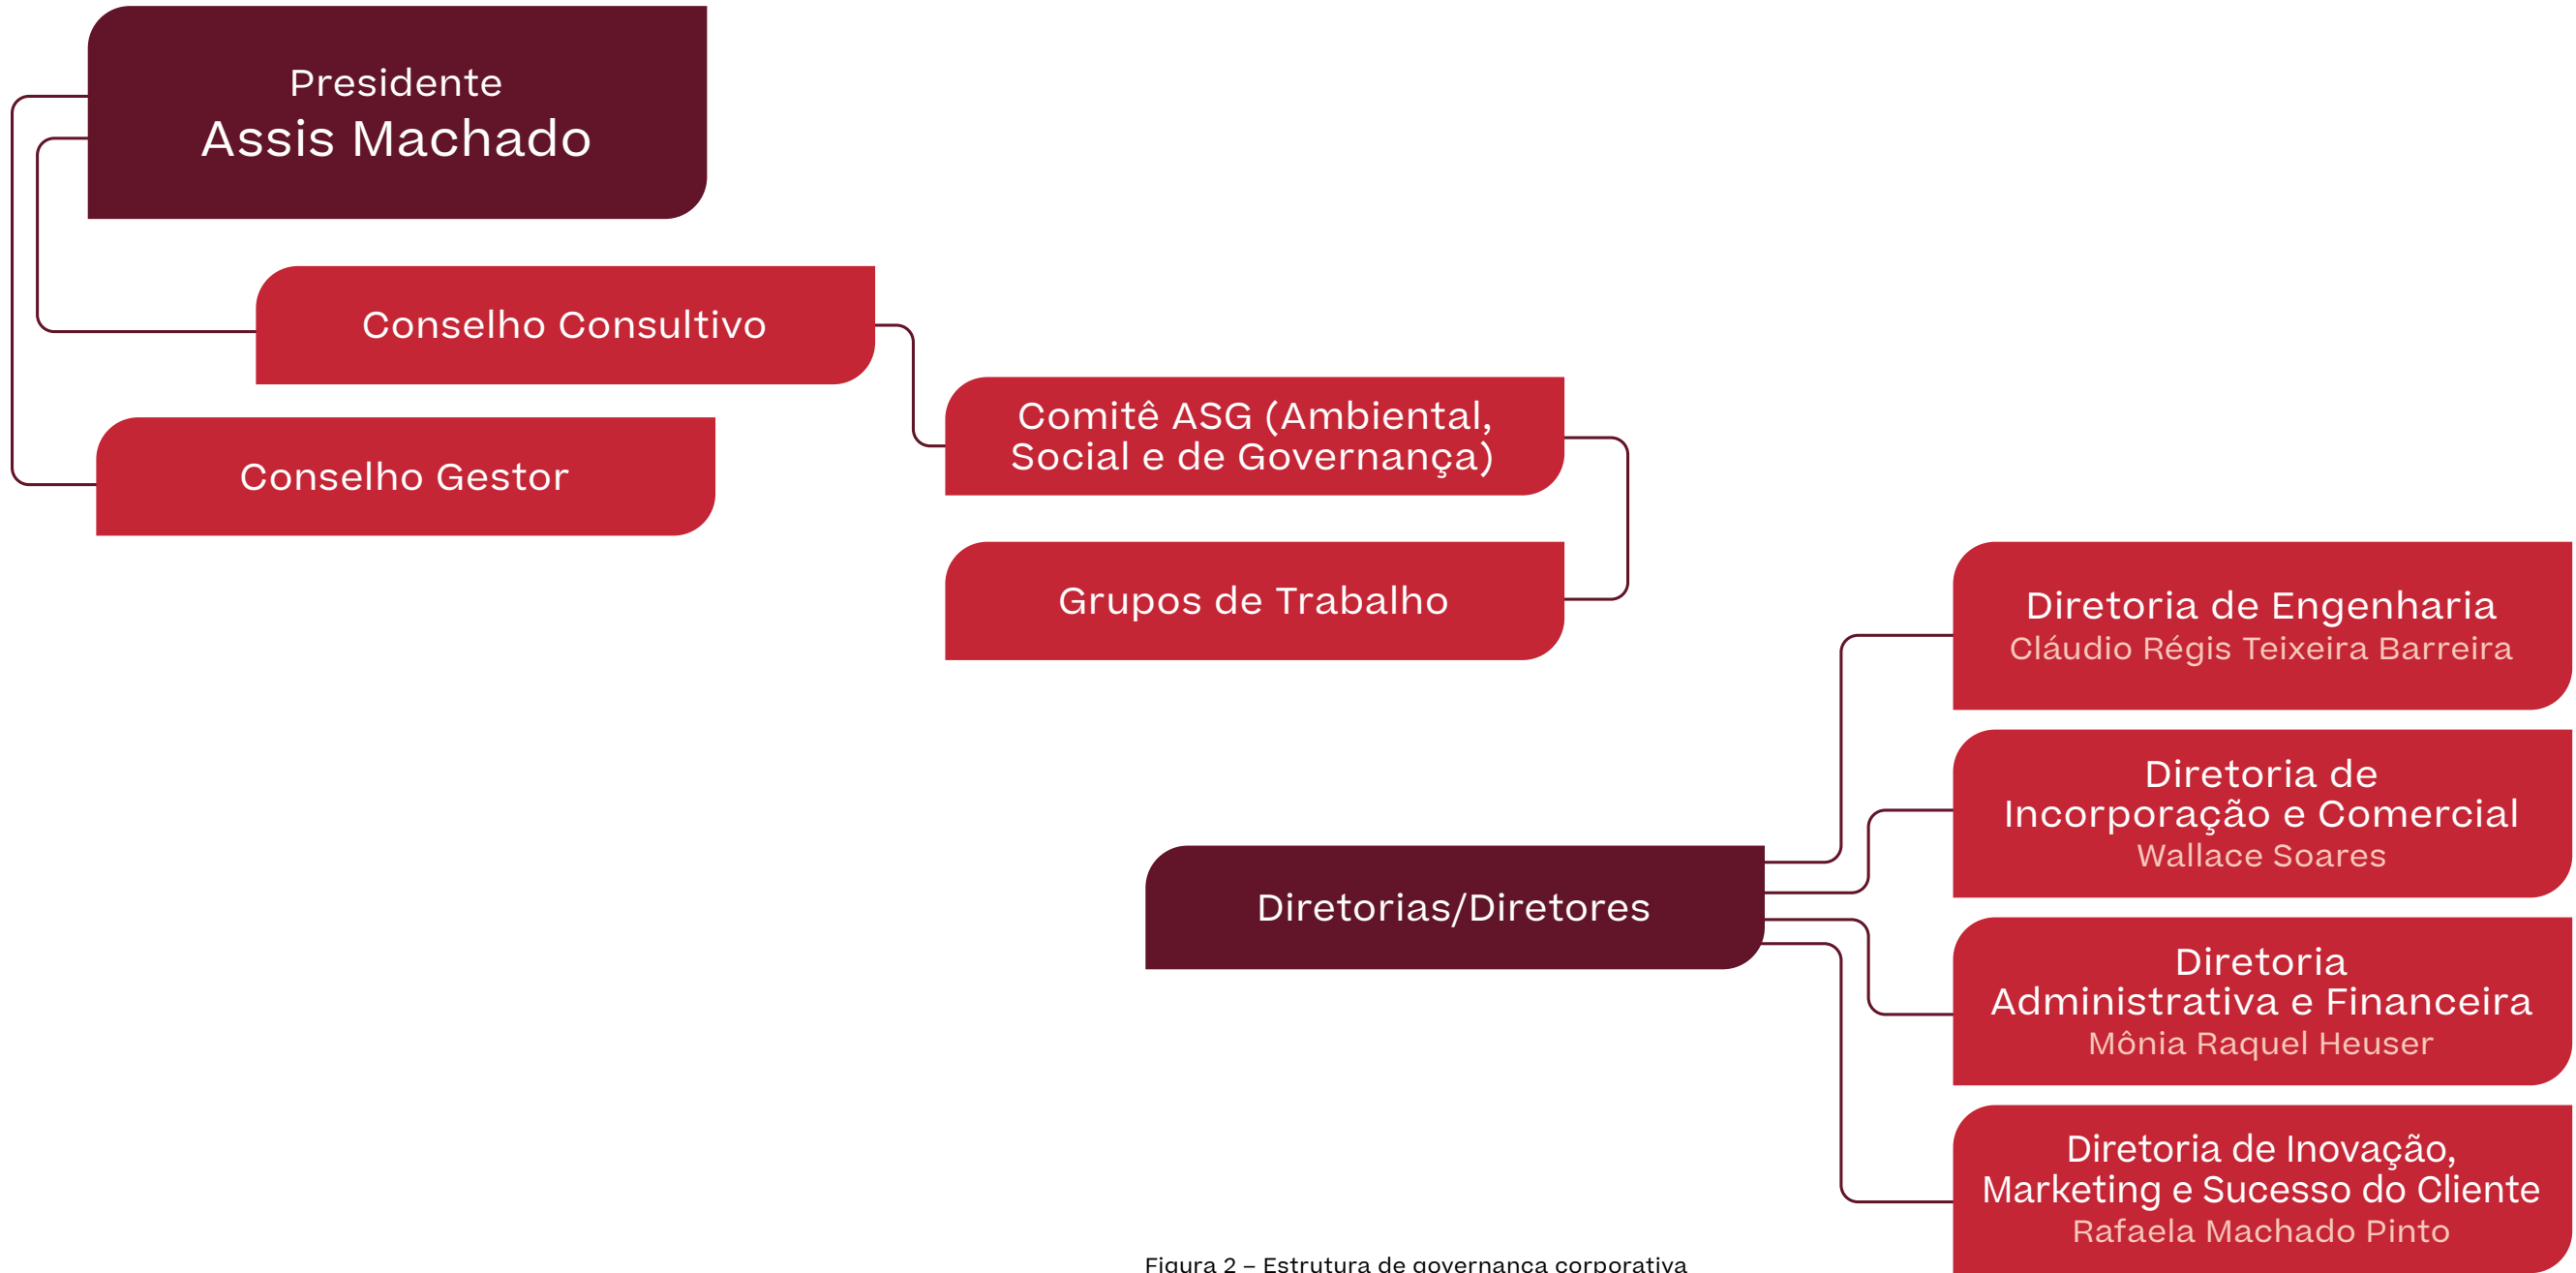 Presidente
Assis Machado
Conselho Consultivo
Conselho Gestor
Comitê ASG (Ambiental,
Social e de Governança)
Grupos de Trabalho
Diretorias/Diretores
Diretoria de Engenharia
Cláudio Régis Teixeira Barreira
Diretoria de
Incorporação e Comercial
Wallace Soares
Diretoria
Administrativa e Financeira
Mônia Raquel Heuser
Diretoria de Inovação,
Marketing e Sucesso do Cliente
Rafaela Machado Pinto
Figura 2 – Estrutura de governança corporativa